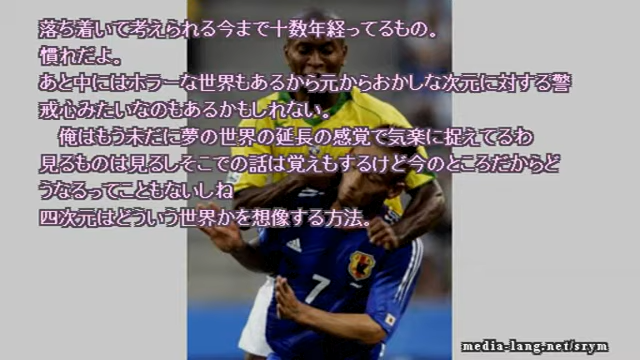 落ち着いて考えられる今まで十数年経ってるもの。
慣れだよ。
あと中にはホラーな世界もあるから元からおかしな次元に対する警
戒心みたいなのもあるかもしれない。
俺はもう未だに夢の世界の延長の感覚で気楽に捉えてるわ
見るものは見るしそこでの話は覚えもするけど今のところだからど
うなるってこともないしね
四次元はどういう世界かを想像する方法。
7
media-lang.net/srym